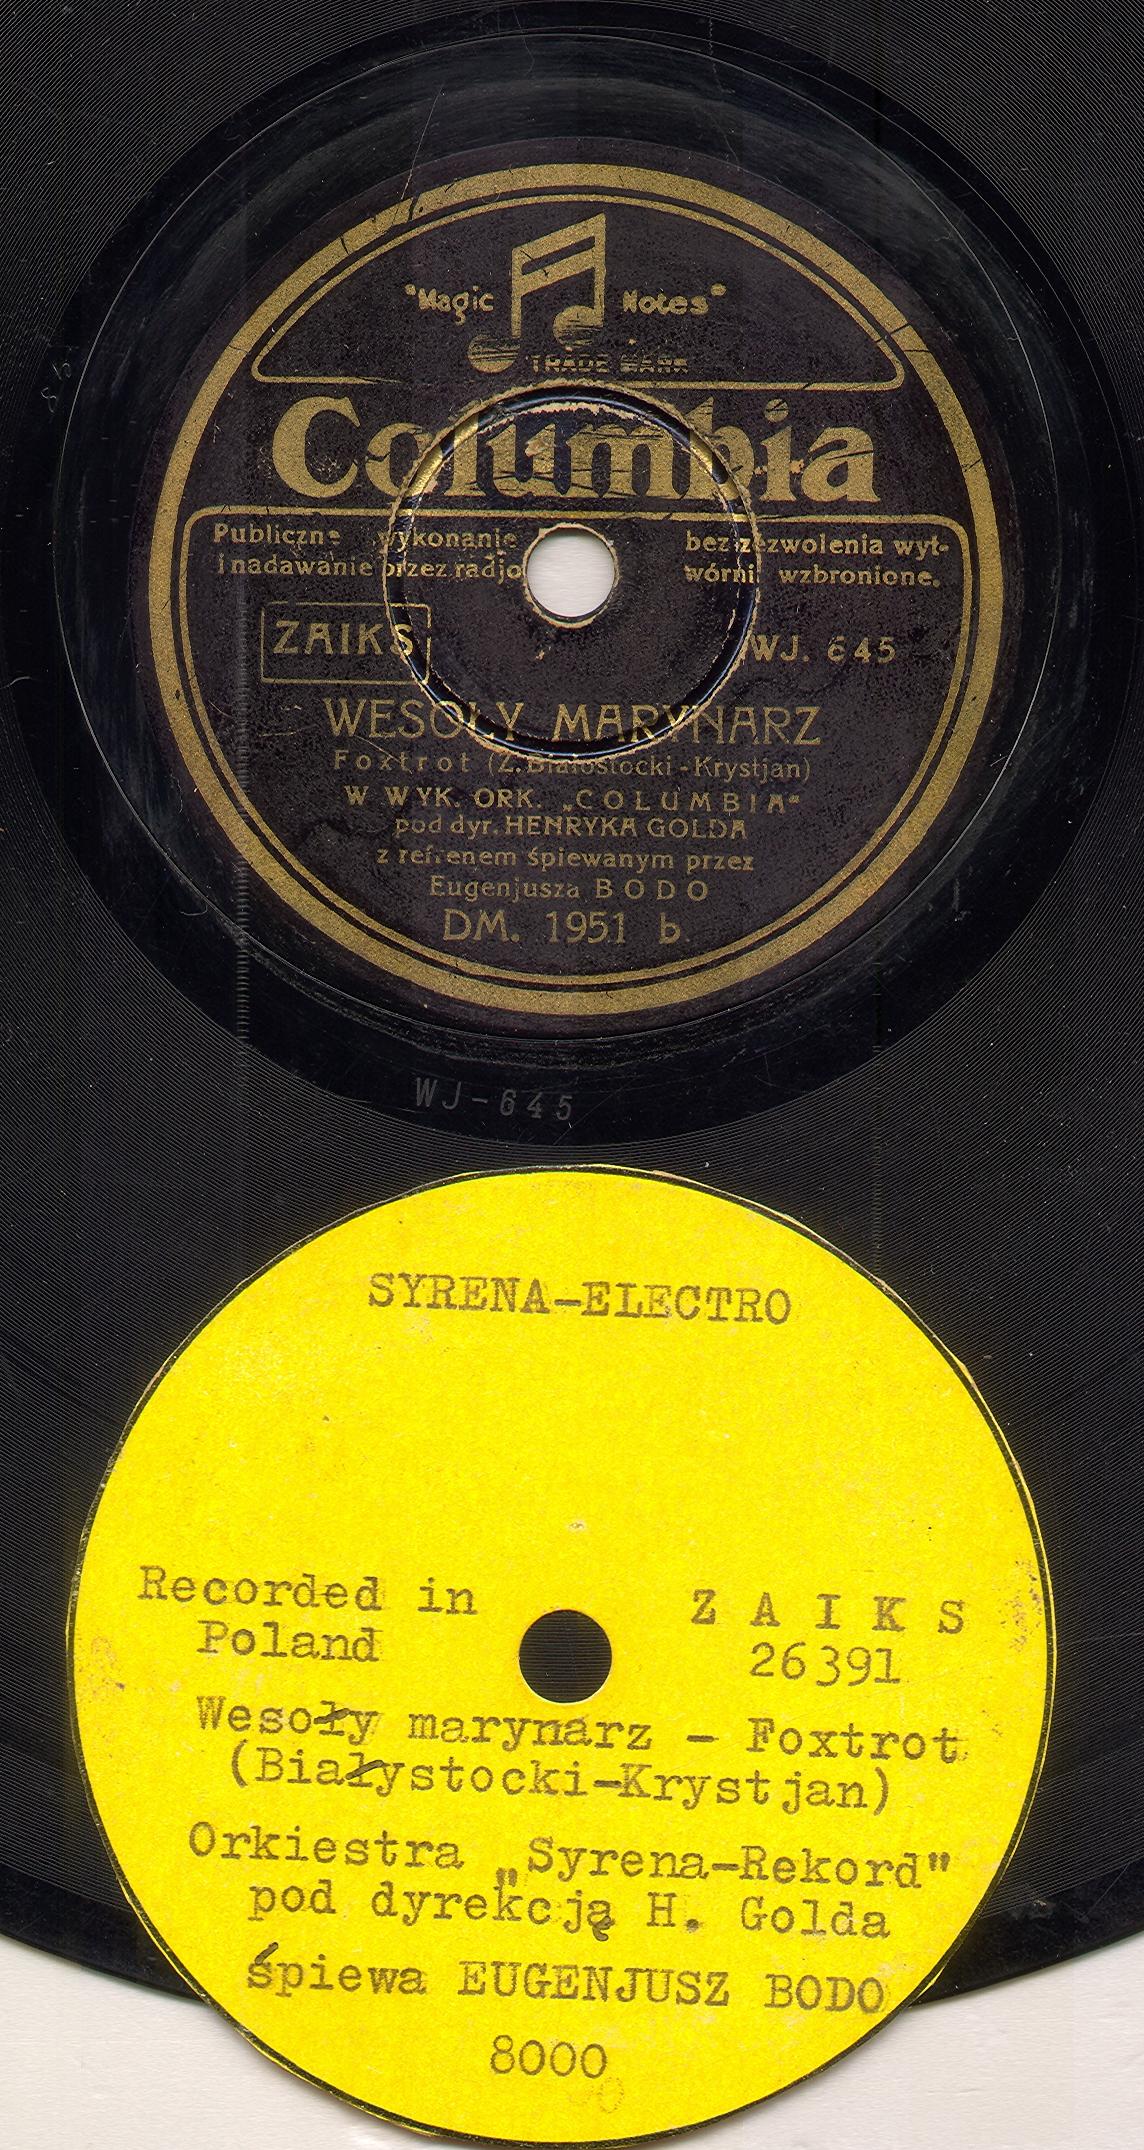 "Magic Notes"
TRADE MARK
Columbia
Publiczne wykonanie bez zezwolenia wyt-
i nadawanie przez radjo wórni wzbronione.
ZAIKS WJ. 645
WESOŁY MARYNARZ
Foxtrot (Z. Białostocki-Krystjan)
W WYK. ORK. „COLUMBIA"
pod dyr. HENRYKA GOLDA
z refrenem śpiewanym przez
Eugenjusza BODO
DM. 1951 b
WJ-645
SYRENA-ELECTRO
Recorded in Z A I K S
Poland 26391
Wesoły marynarz - Foxtrot
(Białystocki-Krystjan)
Orkiestra „Syrena-Rekord"
pod dyrekcją H. Golda
śpiewa EUGENJUSZ BODO
8000